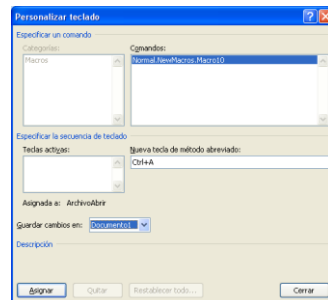 Personalizar teclado
Especificar un comando
Categorías:
Comandos:
Macros
Normal.NewMacros.Macro10
Especificar la secuencia de teclado
Teclas activas:
Nueva tecla de método abreviado:
Ctrl+A
Asignada a: ArchivoAbrir
Guardar cambios en: Documento1
Descripción
Asignar Quitar Restablecer todo... Cerrar